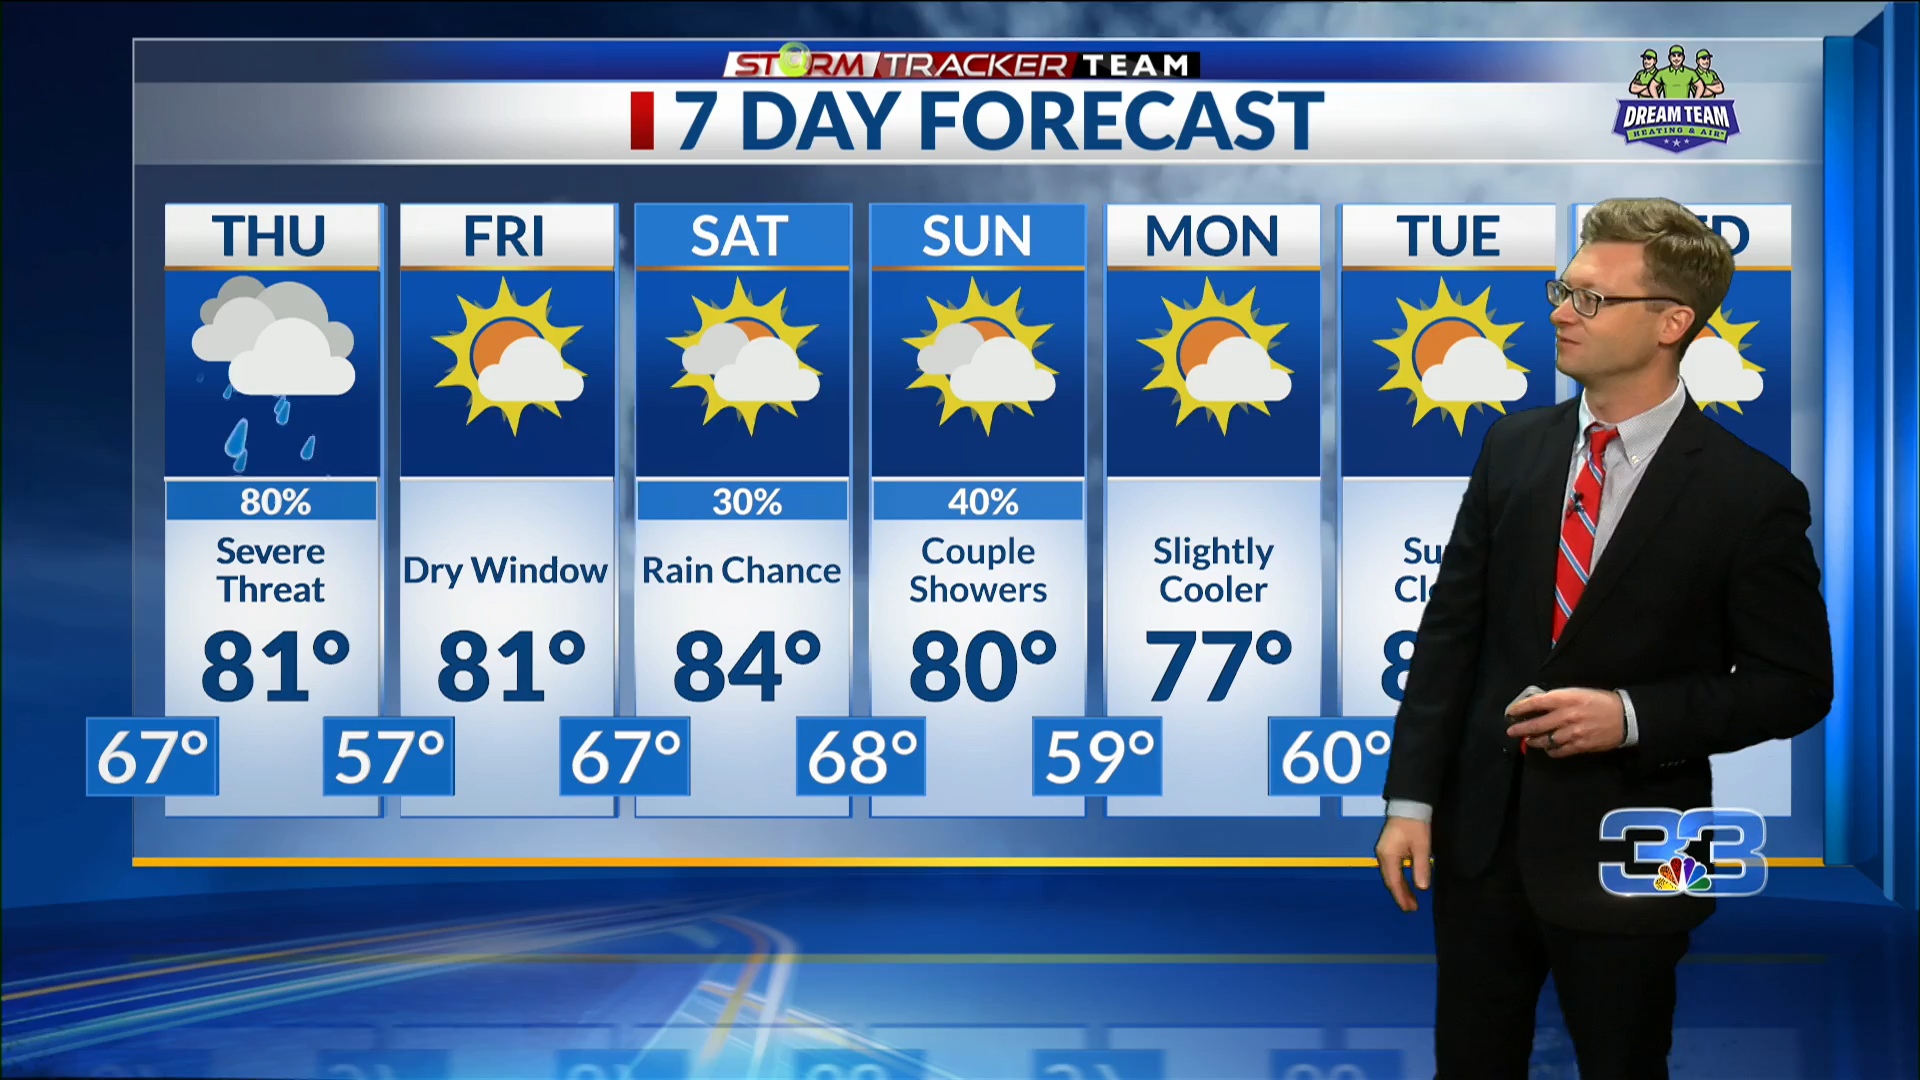 STORM TRACKER TEAM
7 DAY FORECAST
DREAM TEAM
HEATING & AIR
THU
FRI
SAT
SUN
MON
TUE
80%
30%
40%
Severe
Threat
Dry Window
Rain Chance
Couple
Showers
Slightly
Cooler
81°
81°
84°
80°
77°
67°
57°
67°
68°
59°
60°
33